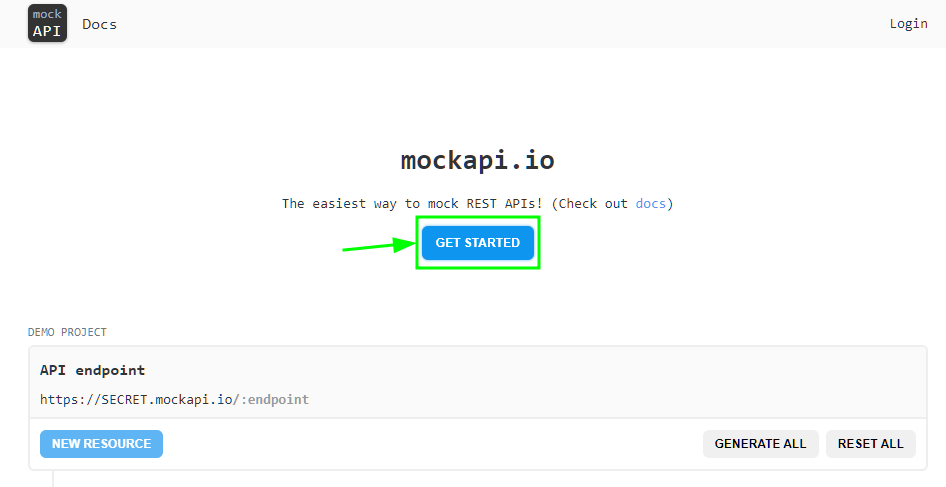 mock
API
Docs
Login
mockapi.io
The easiest way to mock REST APIs! (Check out docs)
GET STARTED
DEMO PROJECT
API endpoint
https://SECRET.mockapi.io/:endpoint
NEW RESOURCE
GENERATE ALL
RESET ALL